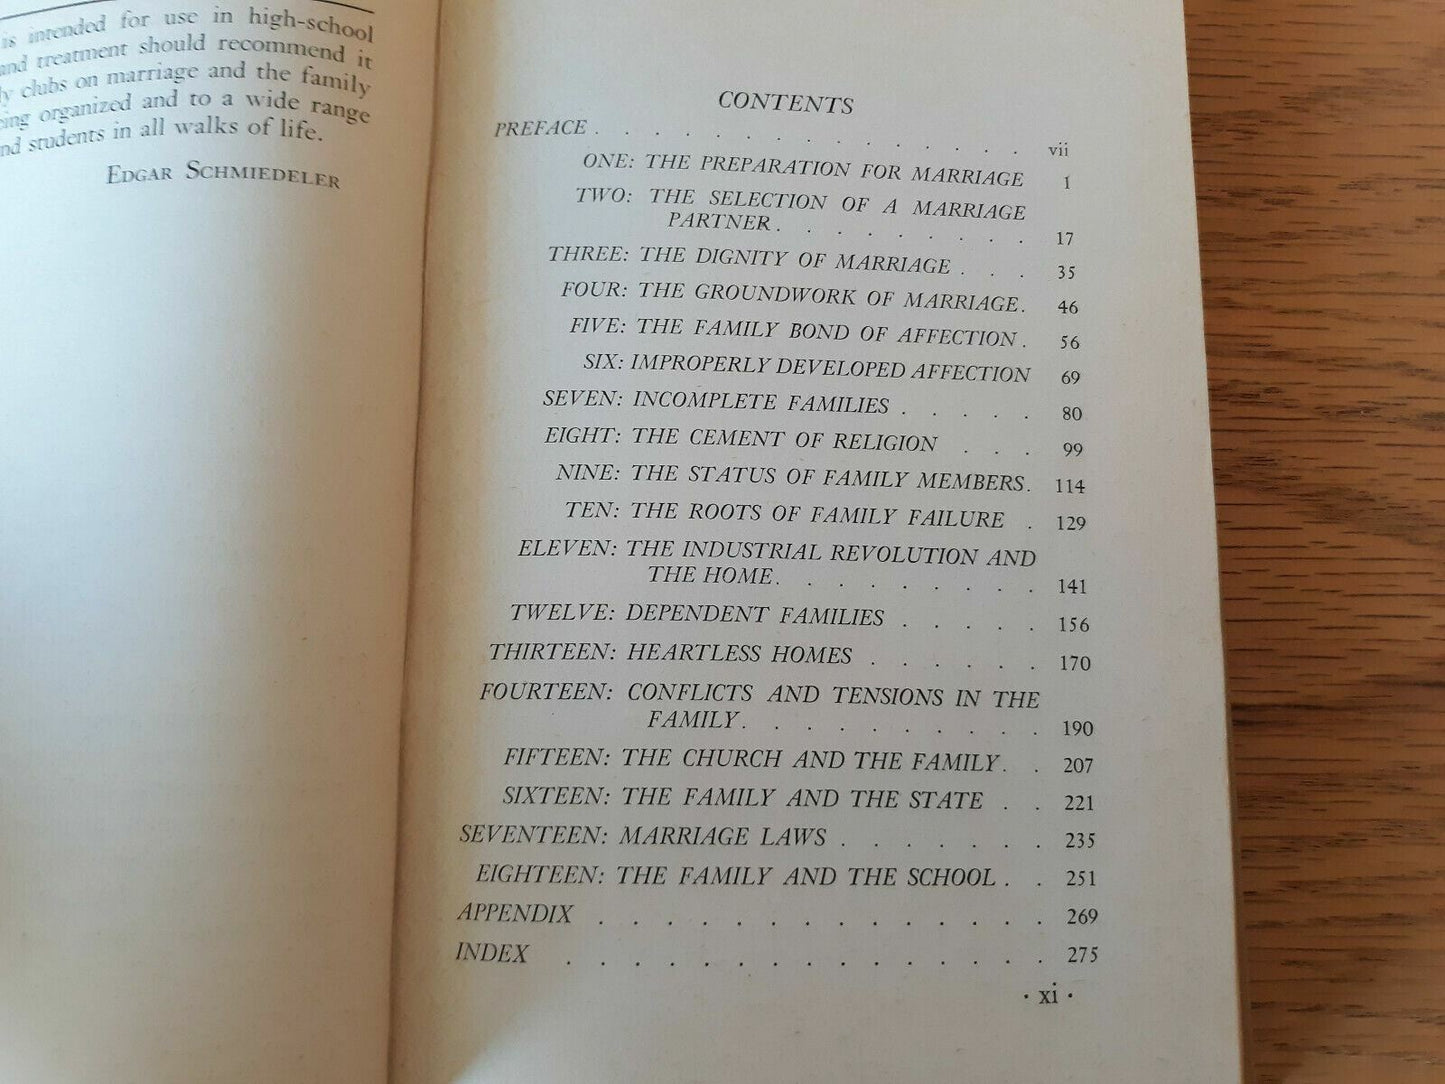 is intended for use in high-school
and treatment should recommend it
clubs on marriage and the family
organized and to a wide range
students in all walks of life.
EDGAR SCHMIEDELER
CONTENTS
PREFACE . . . . . . . . . . . . . . vii
ONE: THE PREPARATION FOR MARRIAGE 1
TWO: THE SELECTION OF A MARRIAGE
PARTNER . . . . . . . . . 17
THREE: THE DIGNITY OF MARRIAGE . . . 35
FOUR: THE GROUNDWORK OF MARRIAGE. 46
FIVE: THE FAMILY BOND OF AFFECTION . 56
SIX: IMPROPERLY DEVELOPED AFFECTION 69
SEVEN: INCOMPLETE FAMILIES . . . . . 80
EIGHT: THE CEMENT OF RELIGION . . . 99
NINE: THE STATUS OF FAMILY MEMBERS. 114
TEN: THE ROOTS OF FAMILY FAILURE . 129
ELEVEN: THE INDUSTRIAL REVOLUTION AND
THE HOME. . . . . . . . . 141
TWELVE: DEPENDENT FAMILIES . . . . . 156
THIRTEEN: HEARTLESS HOMES . . . . . . 170
FOURTEEN: CONFLICTS AND TENSIONS IN THE
FAMILY. . . . . . . . . . 190
FIFTEEN: THE CHURCH AND THE FAMILY. . 207
SIXTEEN: THE FAMILY AND THE STATE . . 221
SEVENTEEN: MARRIAGE LAWS . . . . . . . 235
EIGHTEEN: THE FAMILY AND THE SCHOOL . . 251
APPENDIX . . . . . . . . . . . . . . 269
INDEX . . . . . . . . . . . . . . . 275
· xi ·